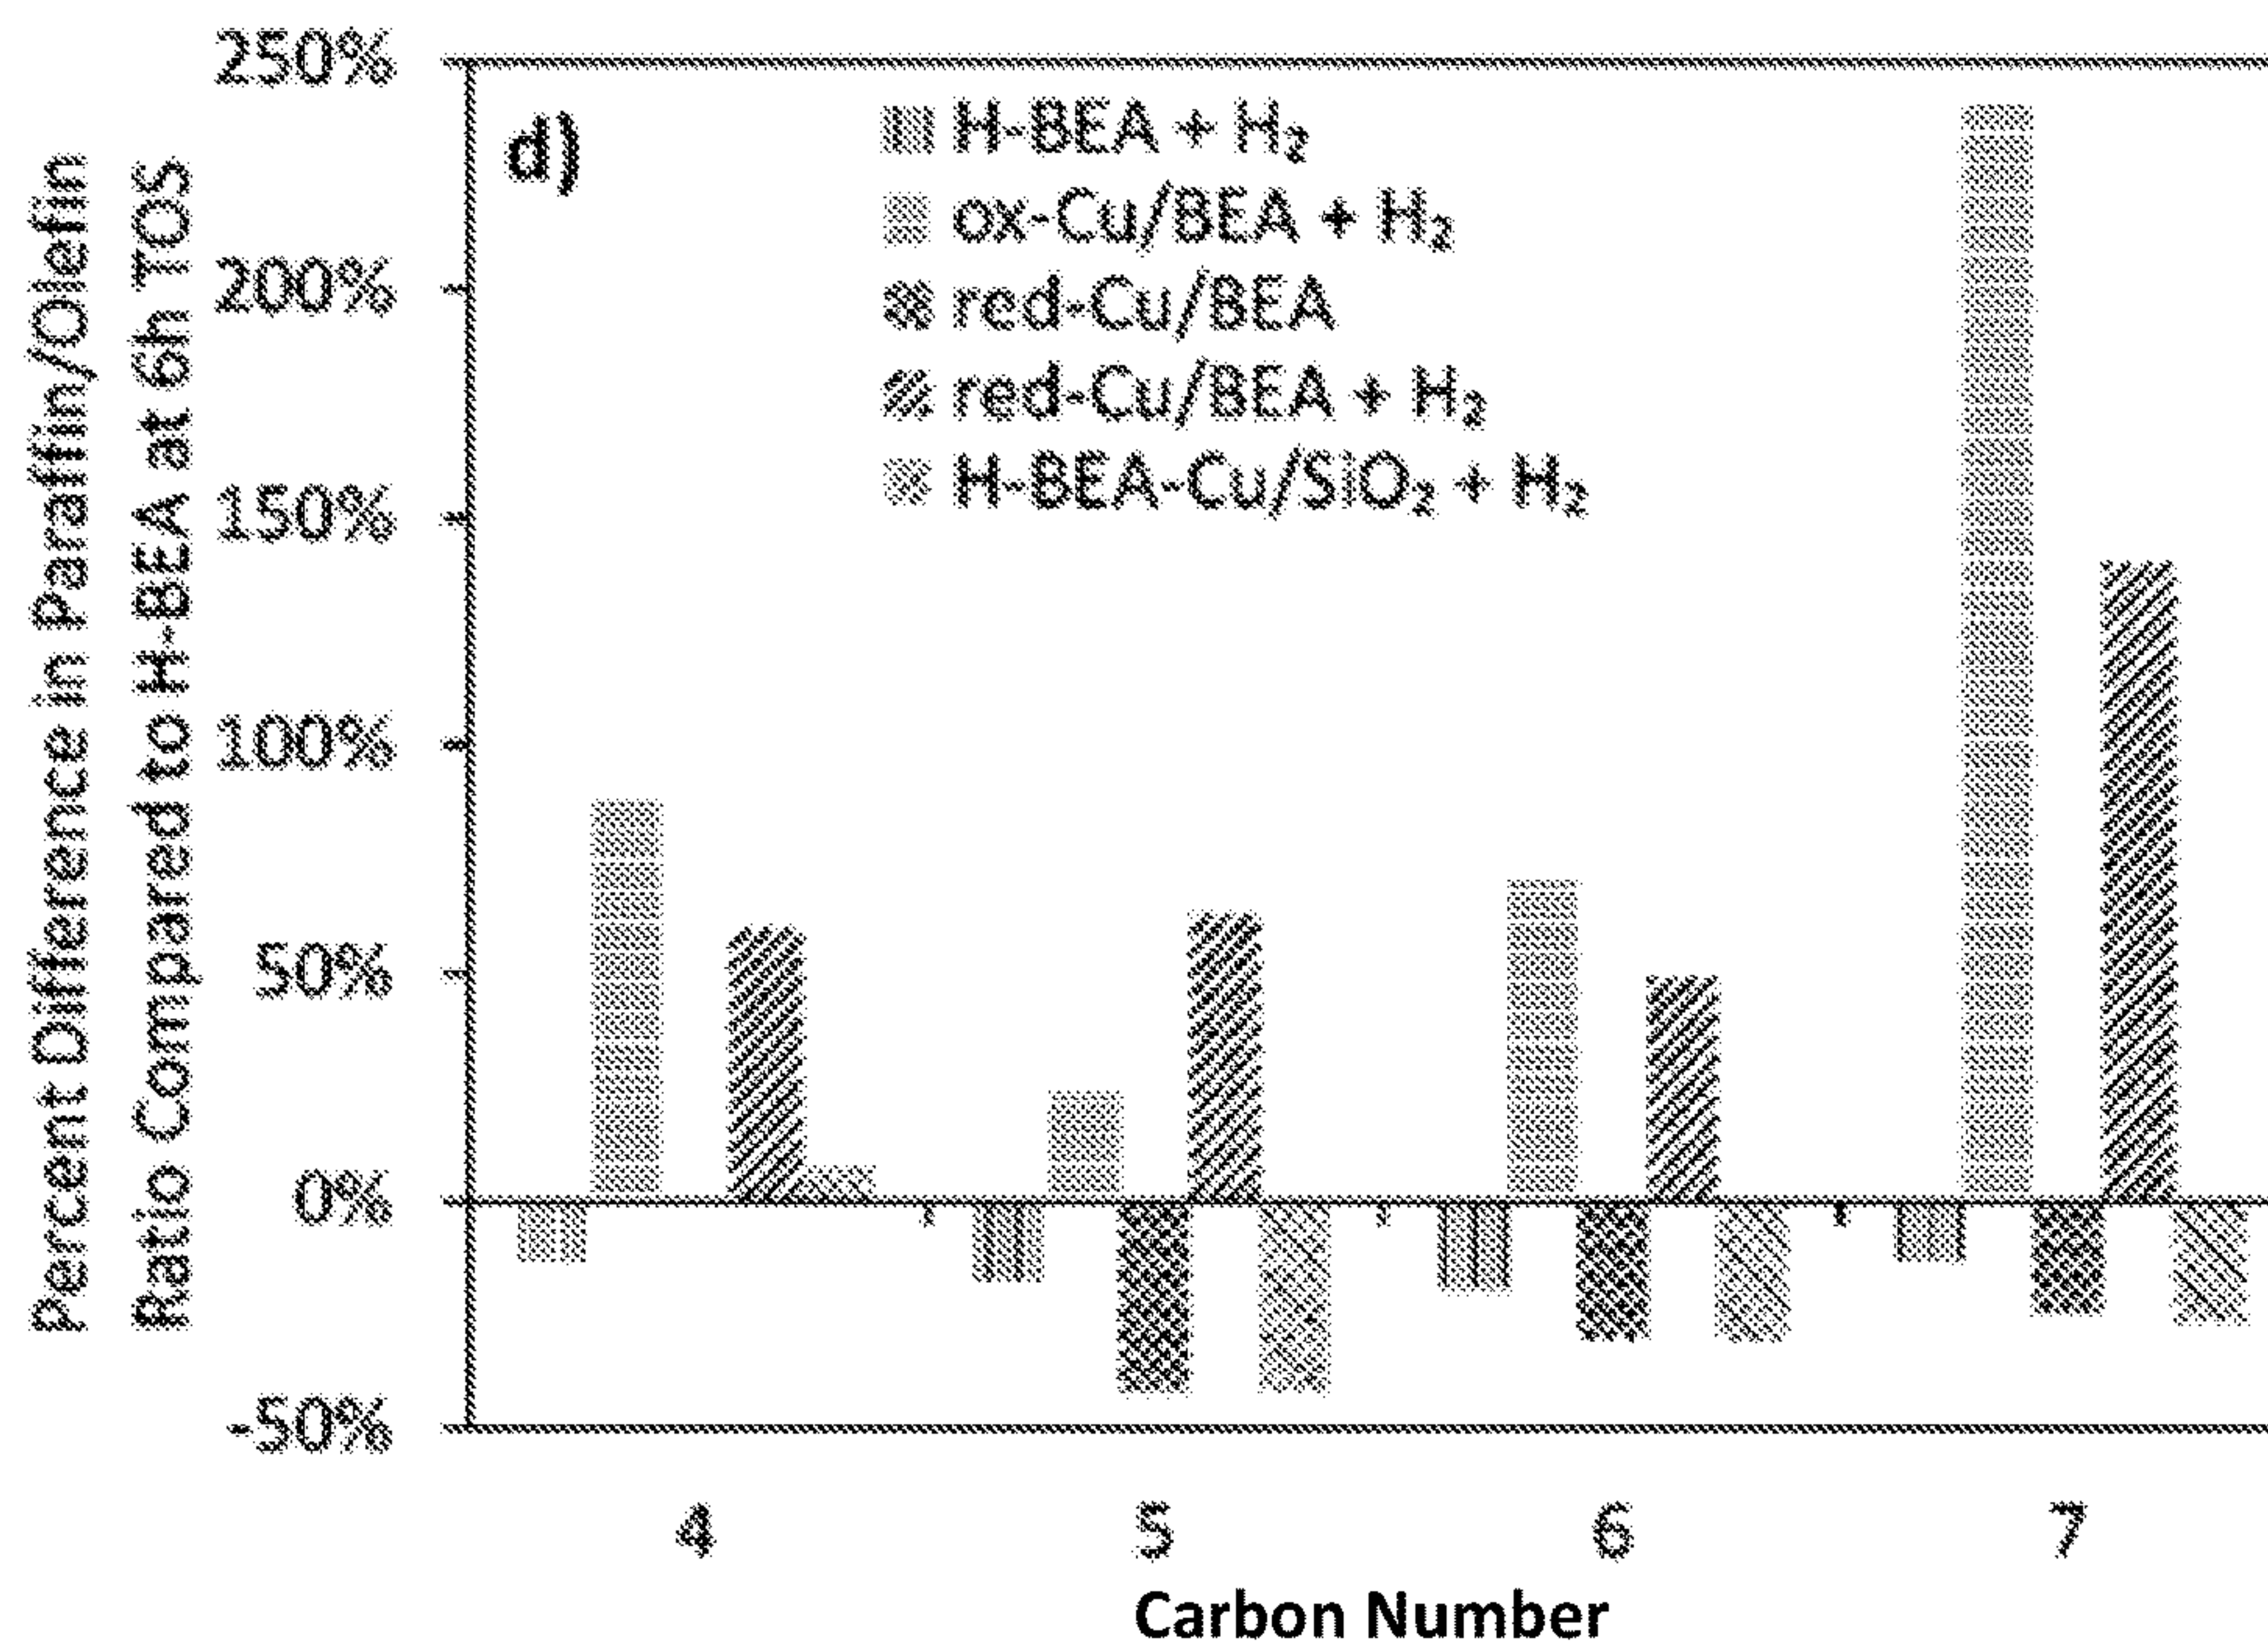 Percent Difference in Paraffin/Olefin
Ratio Compared to H-BEA at 6h TOS
250%
200%
150%
100%
50%
0%
-50%
d)
H-BEA + H₂
ox-Cu/BEA + H₂
red-Cu/BEA
red-Cu/BEA + H₂
H-BEA-Cu/SiO₂ + H₂
4 5 6 7
Carbon Number